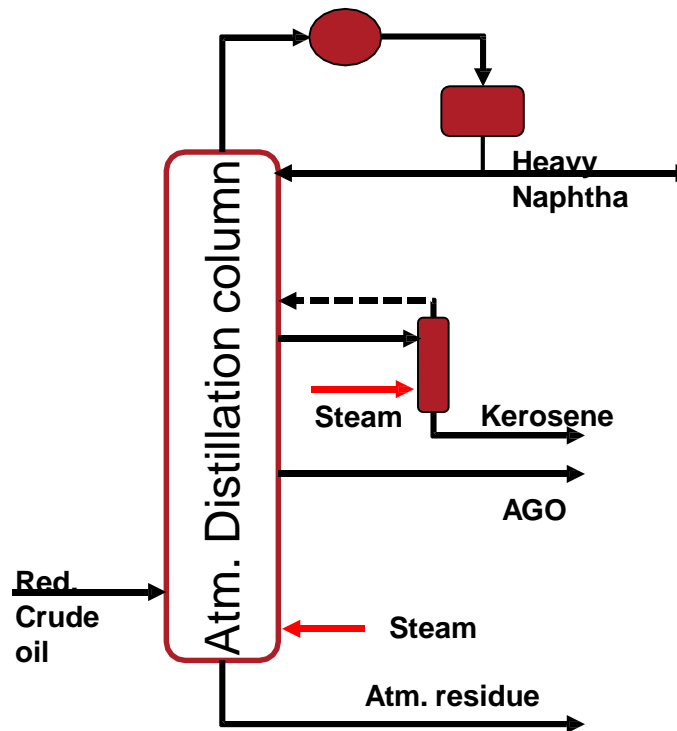 Heavy
Naphtha
Atm. Distillation column
Steam
Kerosene
AGO
Red.
Crude
oil
Steam
Atm. residue